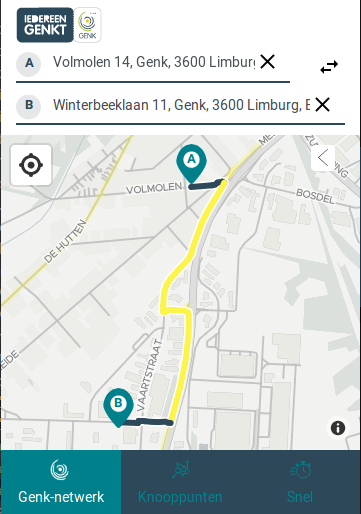 IEDEREEN
GENKT
GENK
A Volmolen 14, Genk, 3600 Limburg
B Winterbeeklaan 11, Genk, 3600 Limburg, B
A
VOLMOLEN
BOSDEL
DE HUTTEN
VAARTSTRAAT
B
Genk-netwerk
Knooppunten
Snel